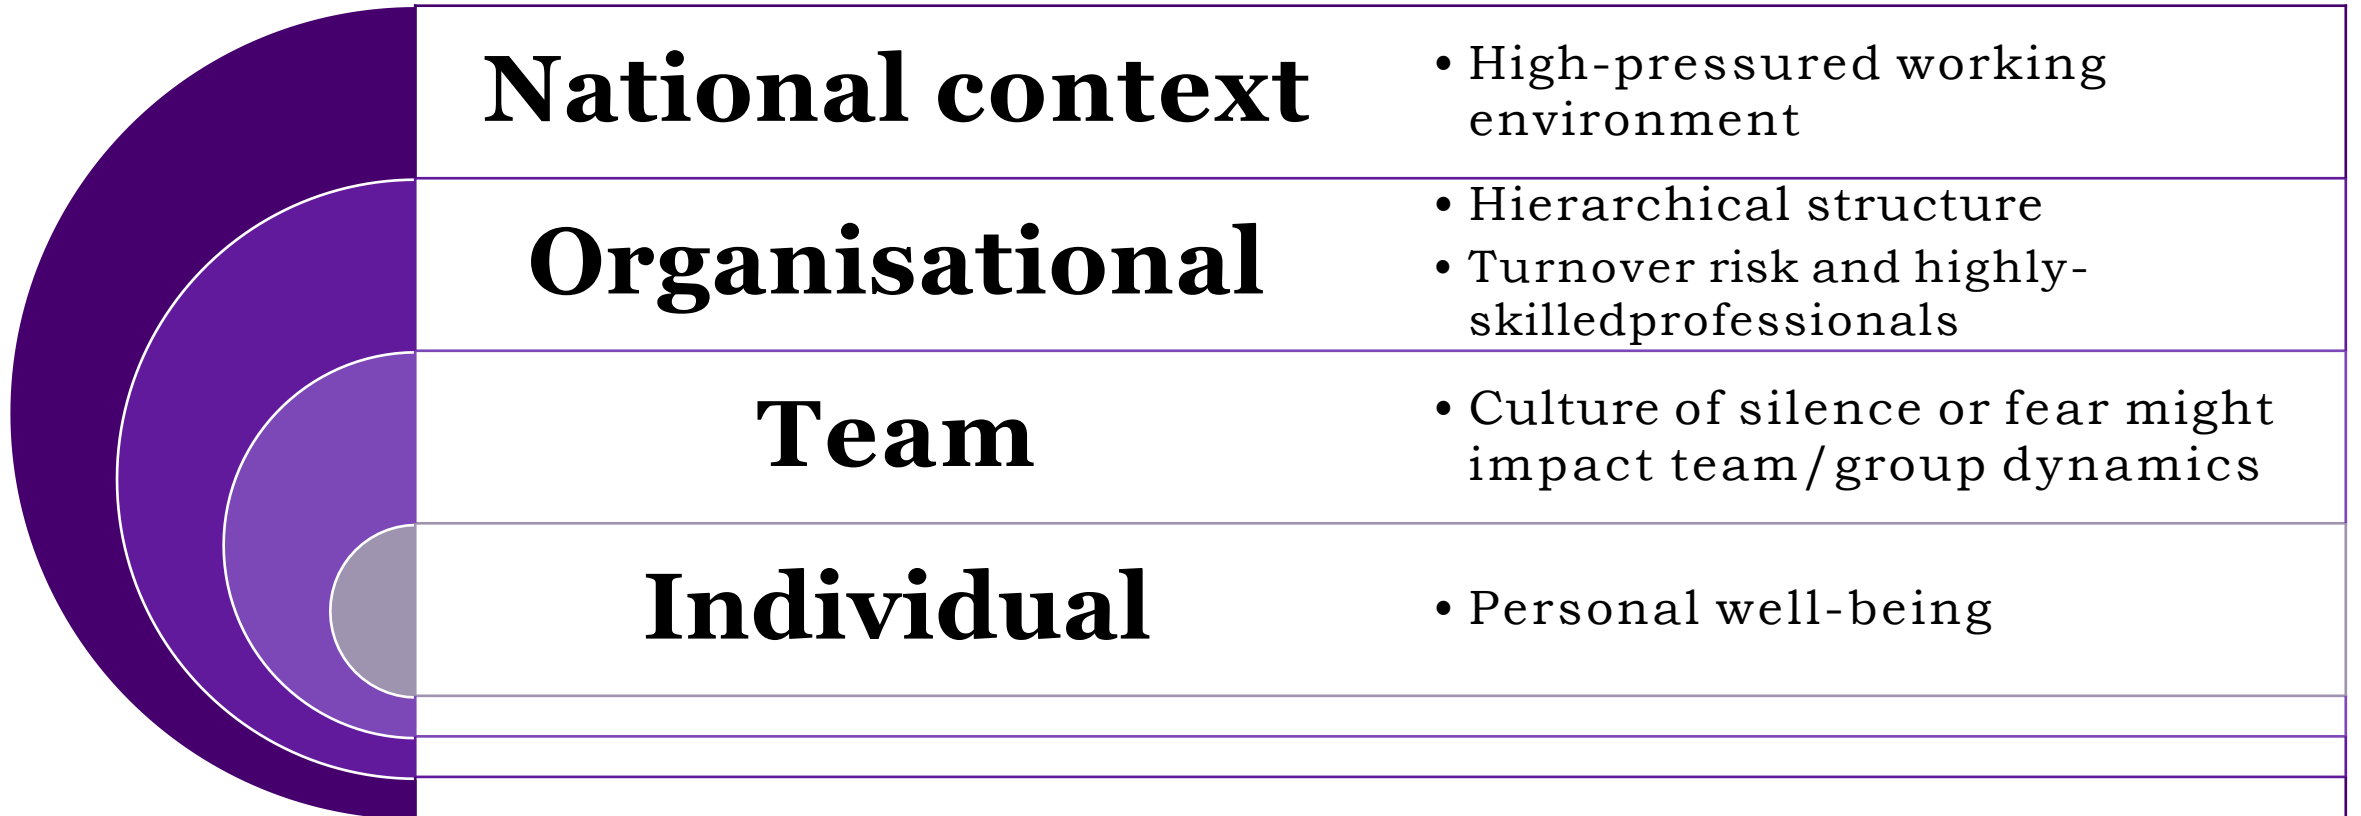 National context
• High-pressured working
environment
Organisational
• Hierarchical structure
• Turnover risk and highly-
skilledprofessionals
Team
• Culture of silence or fear might
impact team/group dynamics
Individual
• Personal well-being